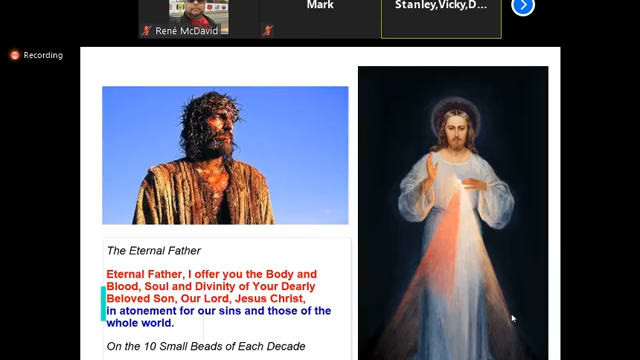 René McDavid
Mark
Stanley,Vicky,D...
Recording
The Eternal Father
Eternal Father, I offer you the Body and
Blood, Soul and Divinity of Your Dearly
Beloved Son, Our Lord, Jesus Christ,
in atonement for our sins and those of the
whole world.
On the 10 Small Beads of Each Decade